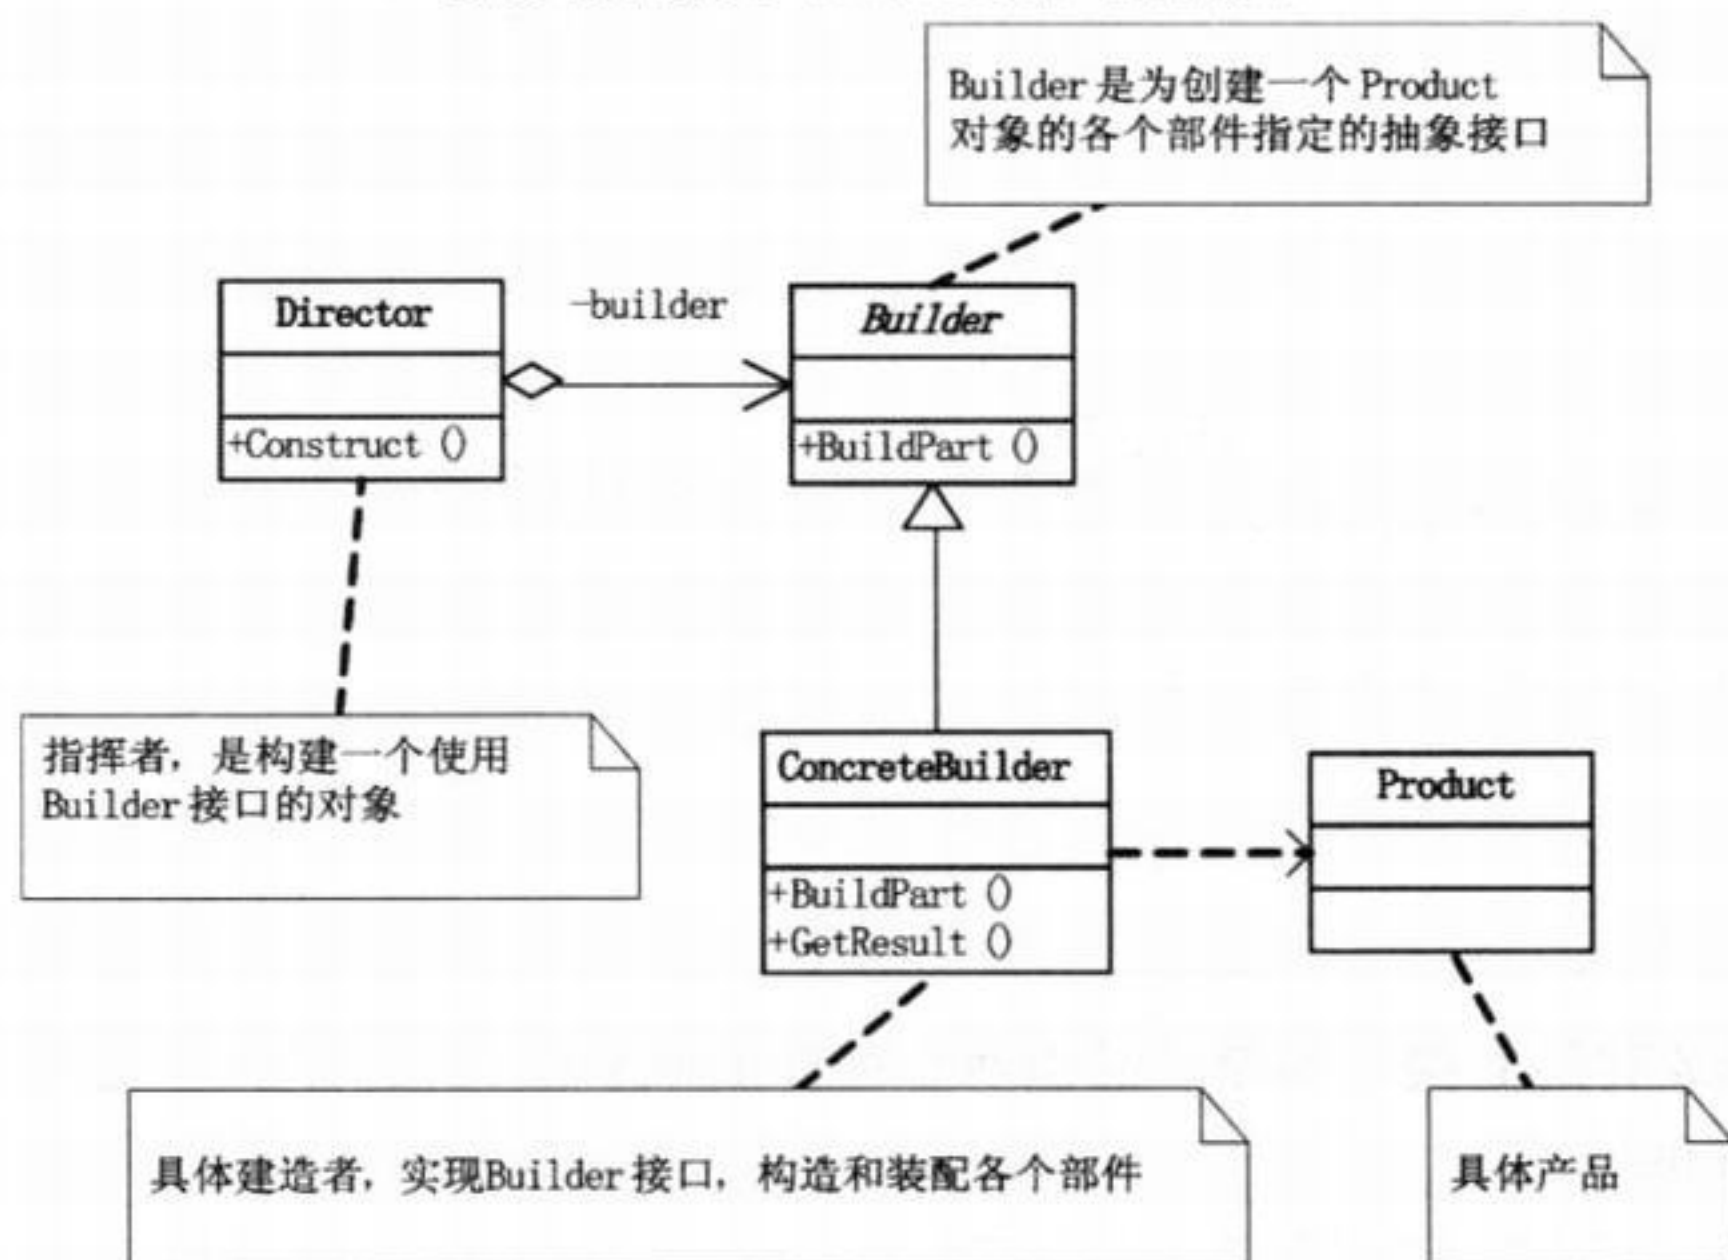 Builder是为创建一个Product
对象的各个部件指定的抽象接口
Director
-builder
Builder
+Construct ()
+BuildPart ()
指挥者，是构建一个使用
Builder接口的对象
ConcreteBuilder
Product
+BuildPart ()
+GetResult ()
具体建造者，实现Builder接口，构造和装配各个部件
具体产品